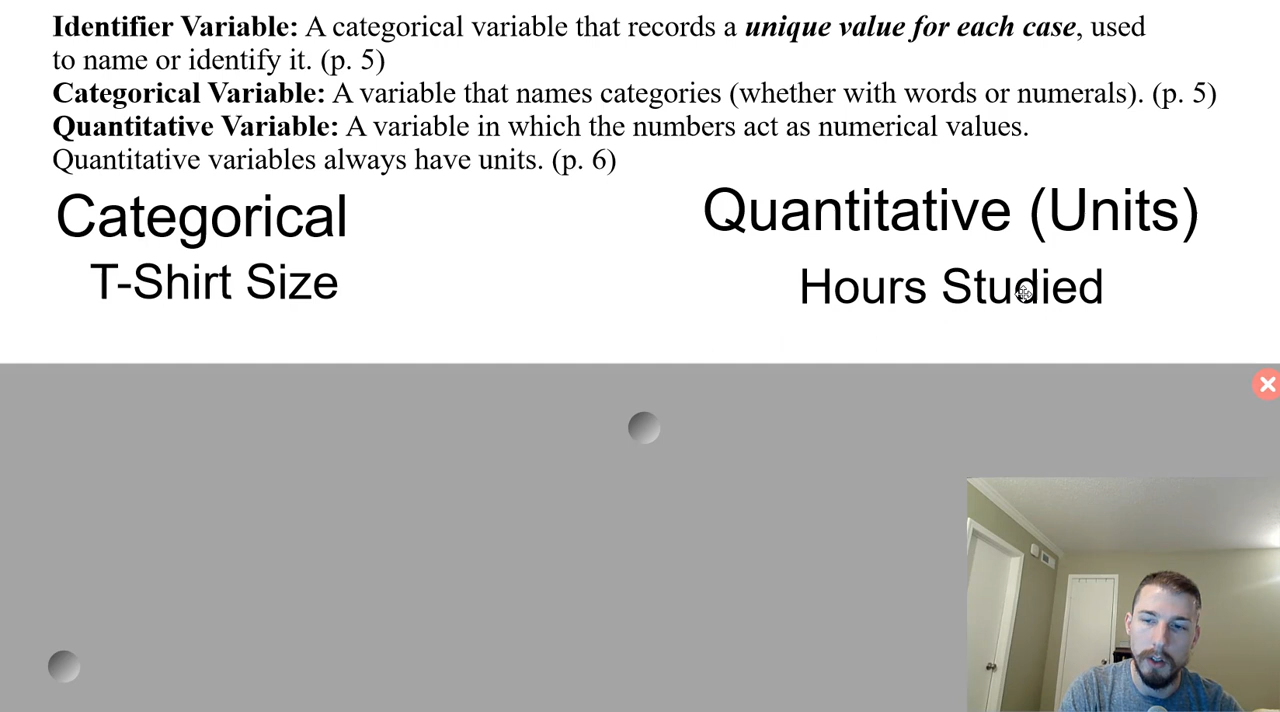 Identifier Variable: A categorical variable that records a unique value for each case, used
to name or identify it. (p. 5)
Categorical Variable: A variable that names categories (whether with words or numerals). (p. 5)
Quantitative Variable: A variable in which the numbers act as numerical values.
Quantitative variables always have units. (p. 6)
Categorical
Quantitative (Units)
T-Shirt Size
Hours Studied